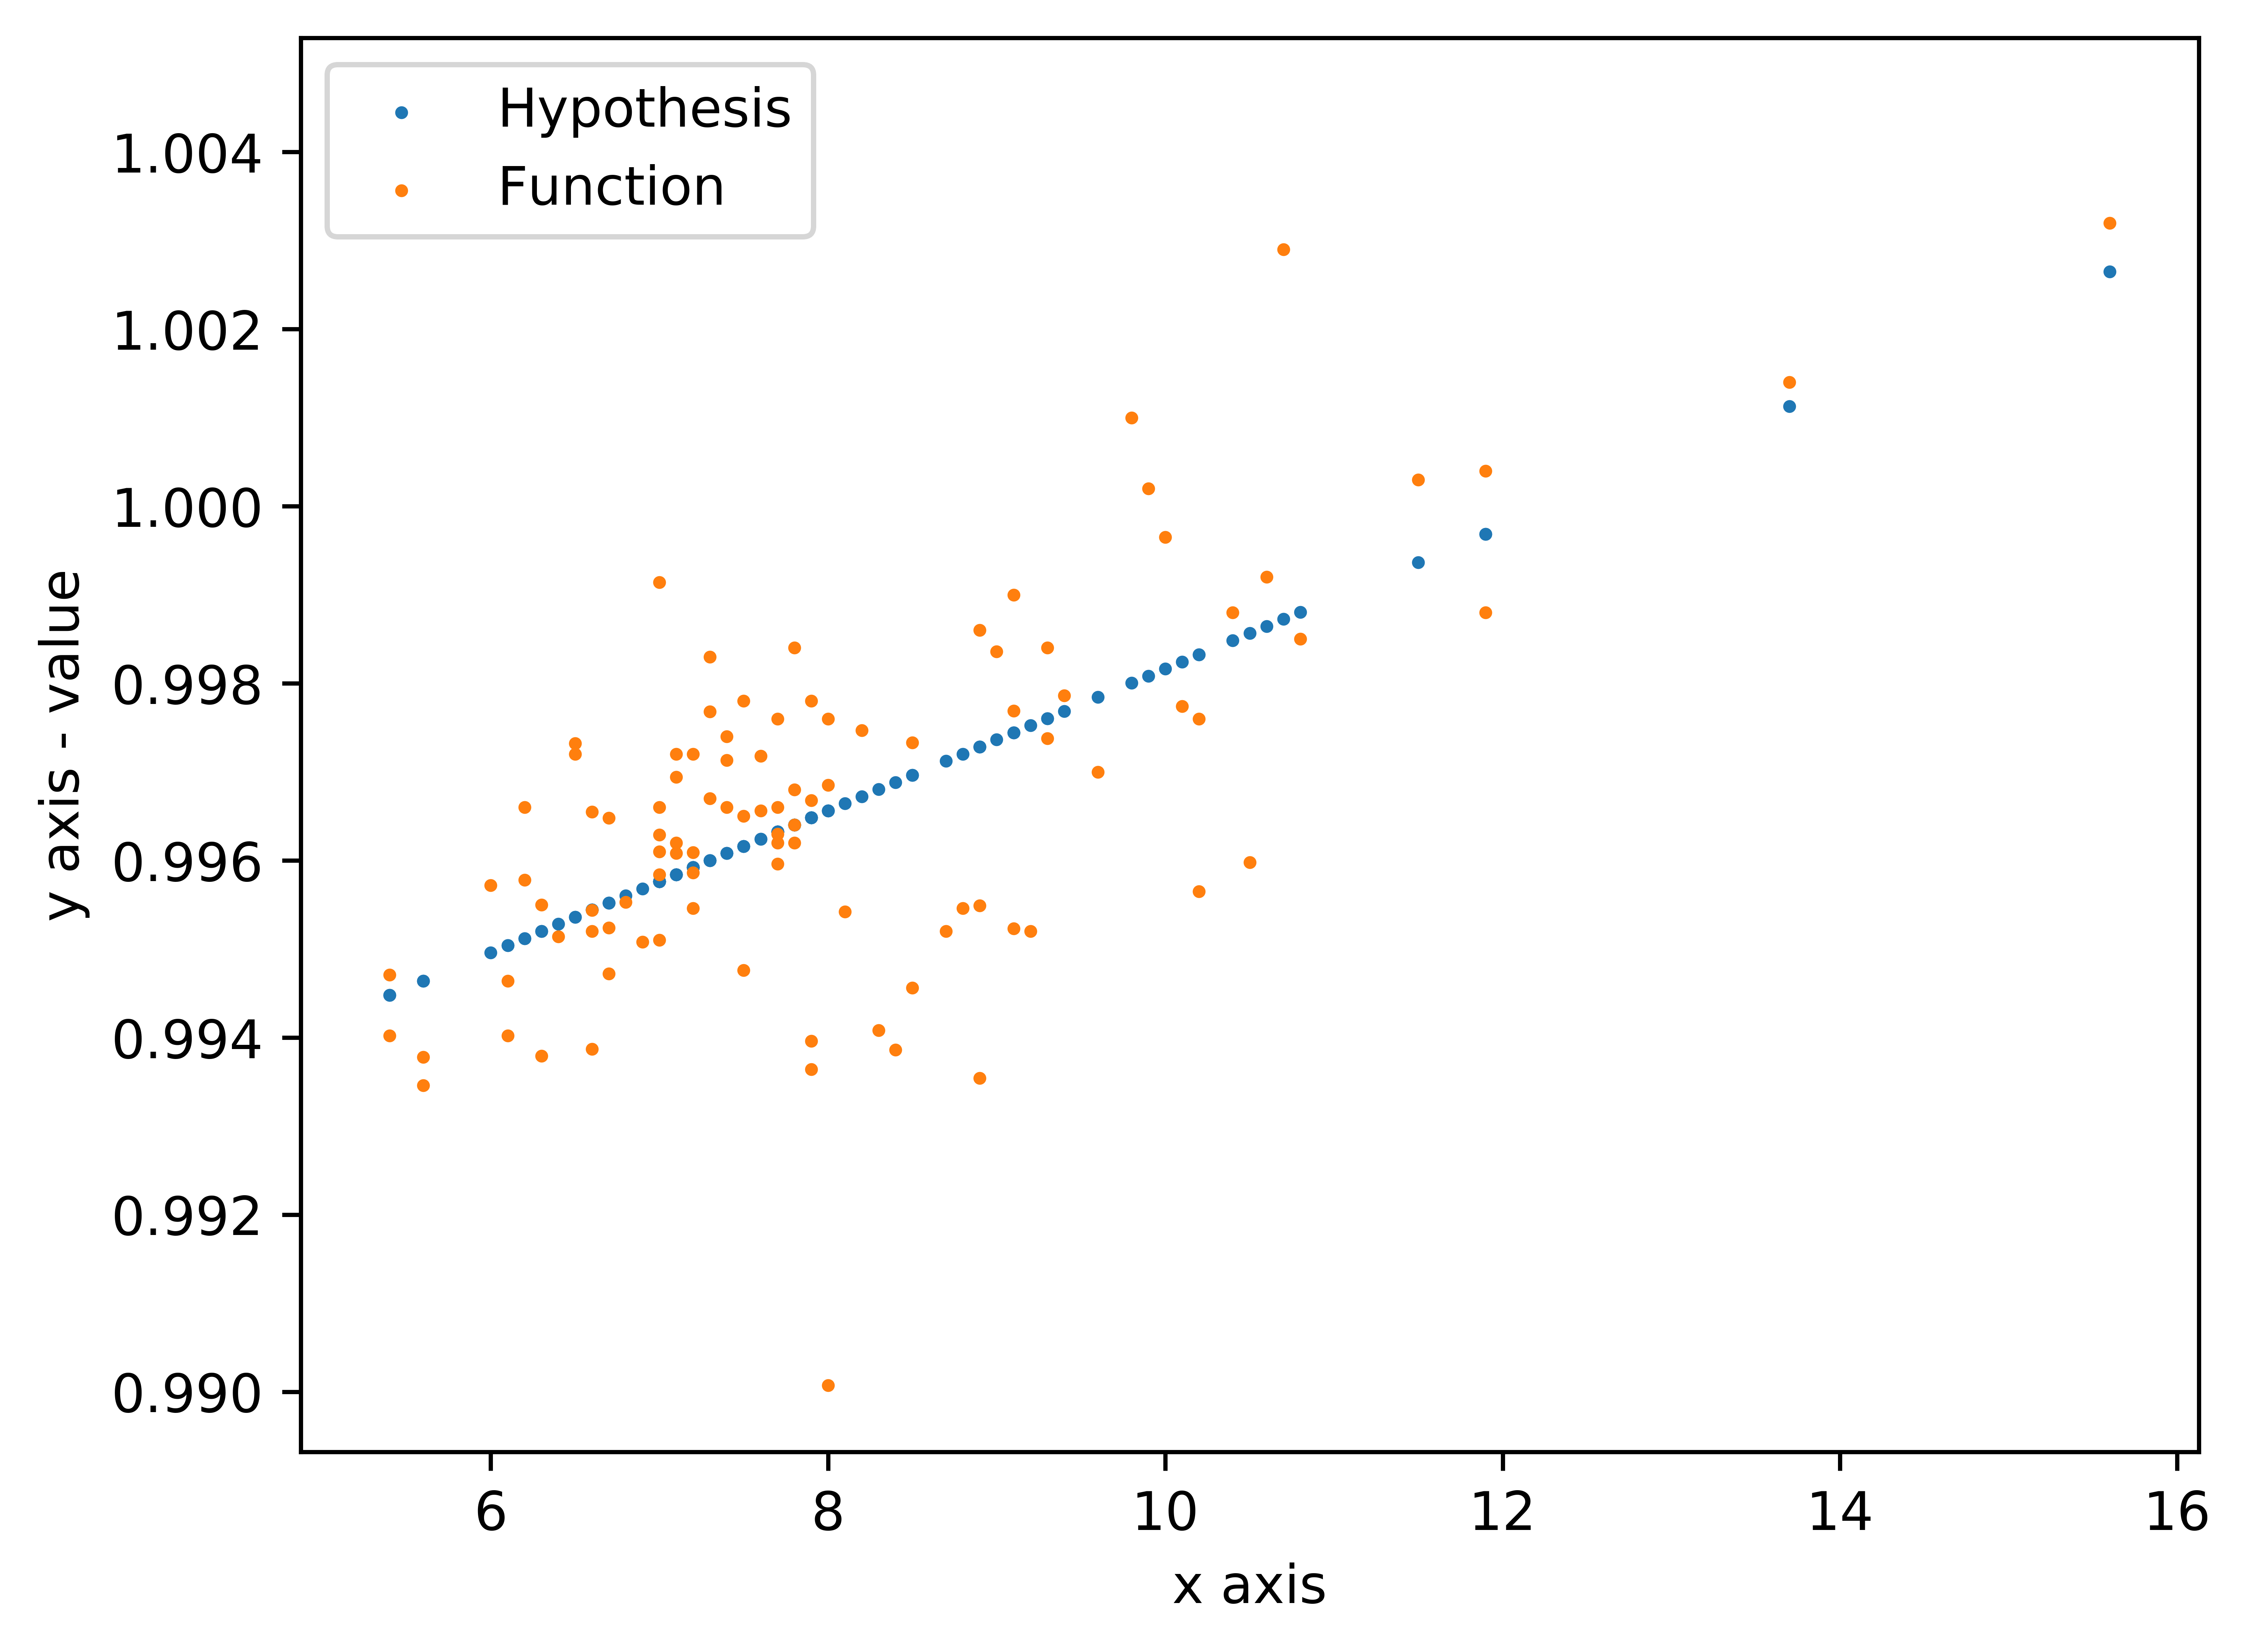 Hypothesis
Function
1.004
1.002
1.000
0.998
0.996
0.994
0.992
0.990
y axis - value
6 8 10 12 14 16
x axis